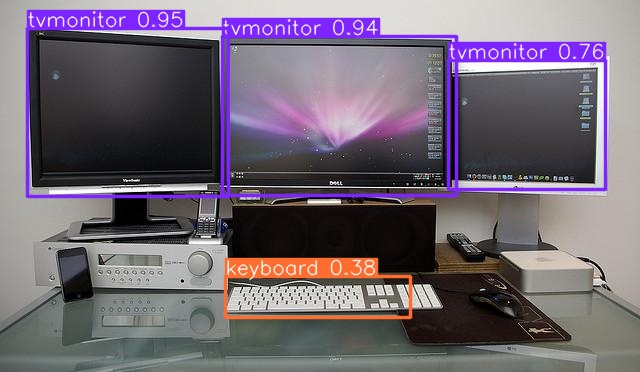 tvmonitor 0.95
tvmonitor 0.94
tvmonitor 0.76
ViewSonic
DELL
keyboard 0.38